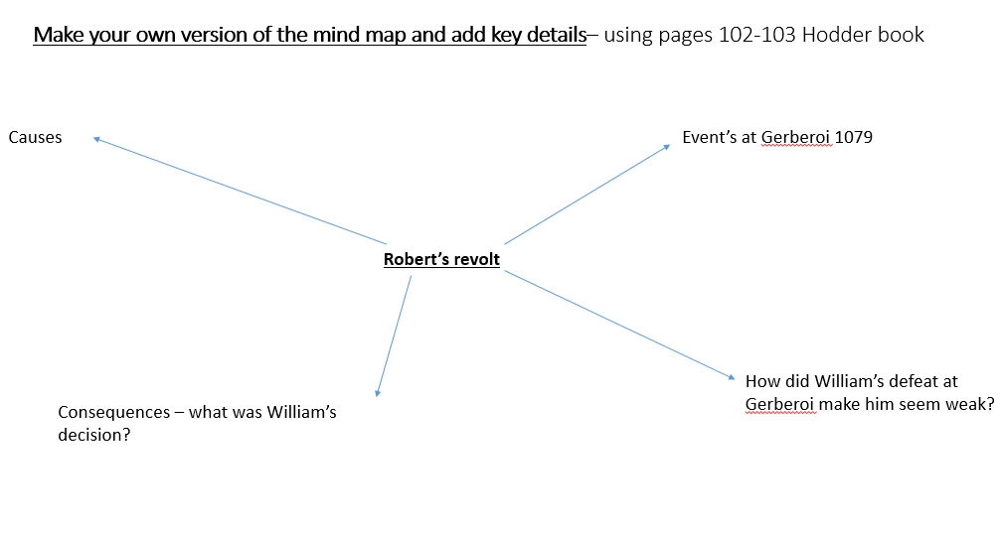 Make your own version of the mind map and add key details– using pages 102-103 Hodder book
Causes
Event’s at Gerberoi 1079
Robert’s revolt
How did William’s defeat at
Gerberoi make him seem weak?
Consequences – what was William’s
decision?